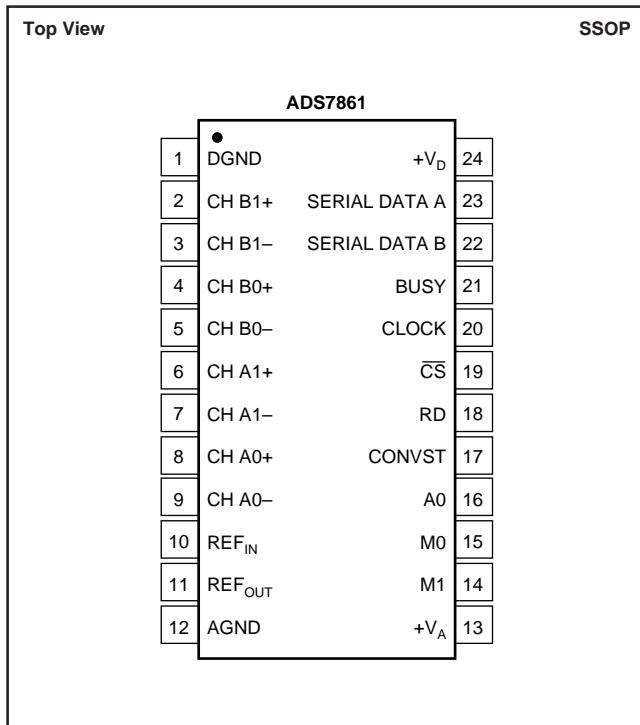 Top View SSOP
ADS7861
1 DGND +VD 24
2 CH B1+ SERIAL DATA A 23
3 CH B1– SERIAL DATA B 22
4 CH B0+ BUSY 21
5 CH B0– CLOCK 20
6 CH A1+ C̅S̅ 19
7 CH A1– RD 18
8 CH A0+ CONVST 17
9 CH A0– A0 16
10 REFIN M0 15
11 REFOUT M1 14
12 AGND +VA 13